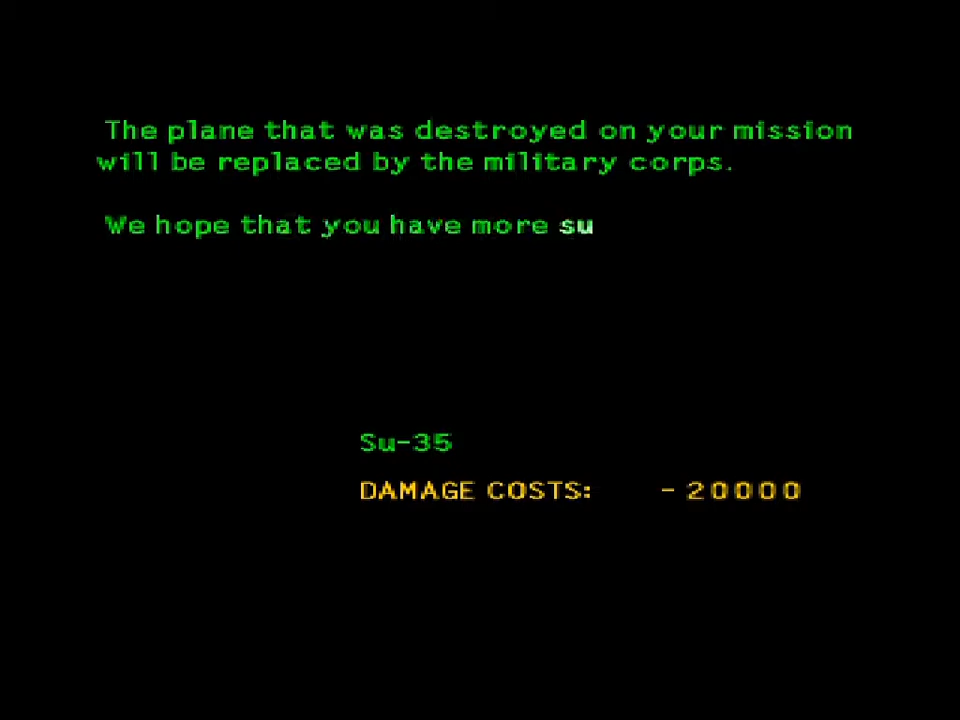 The plane that was destroyed on your mission
will be replaced by the military corps.
We hope that you have more su
Su-35
DAMAGE COSTS: -20000